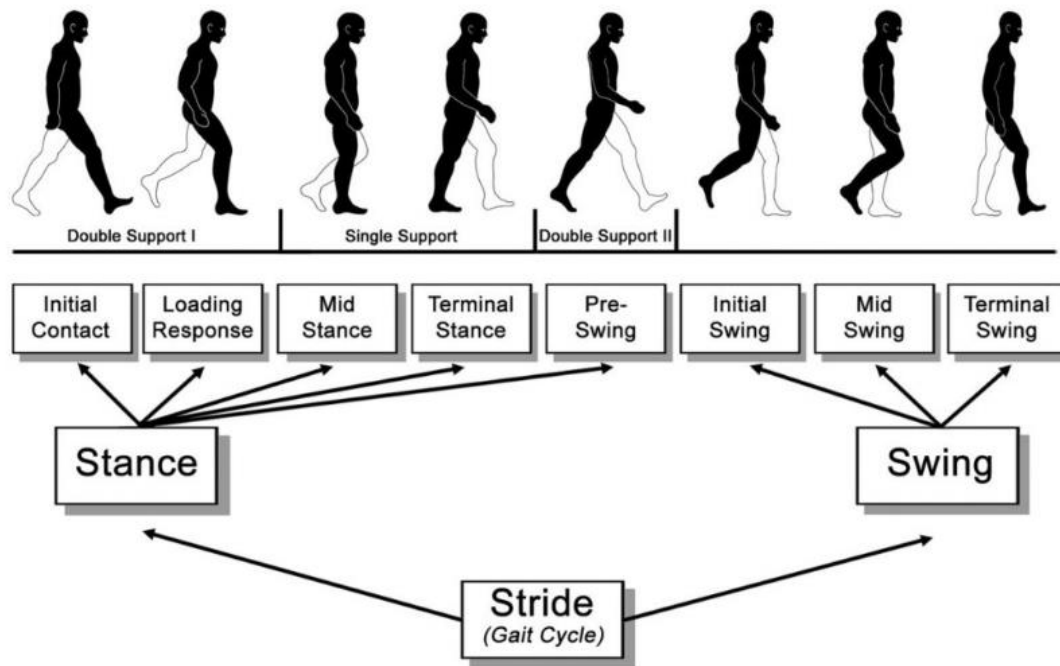 Double Support I
Single Support
Double Support II
Initial
Contact
Loading
Response
Mid
Stance
Terminal
Stance
Pre-
Swing
Initial
Swing
Mid
Swing
Terminal
Swing
Stance
Swing
Stride
(Gait Cycle)